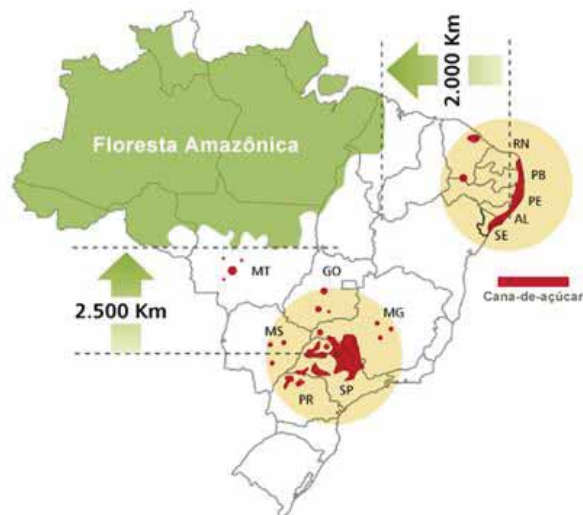 2.000 Km
Floresta Amazônica
RN
PB
PE
AL
SE
MT
GO
Cana-de-açúcar
2.500 Km
MS
MG
SP
PR